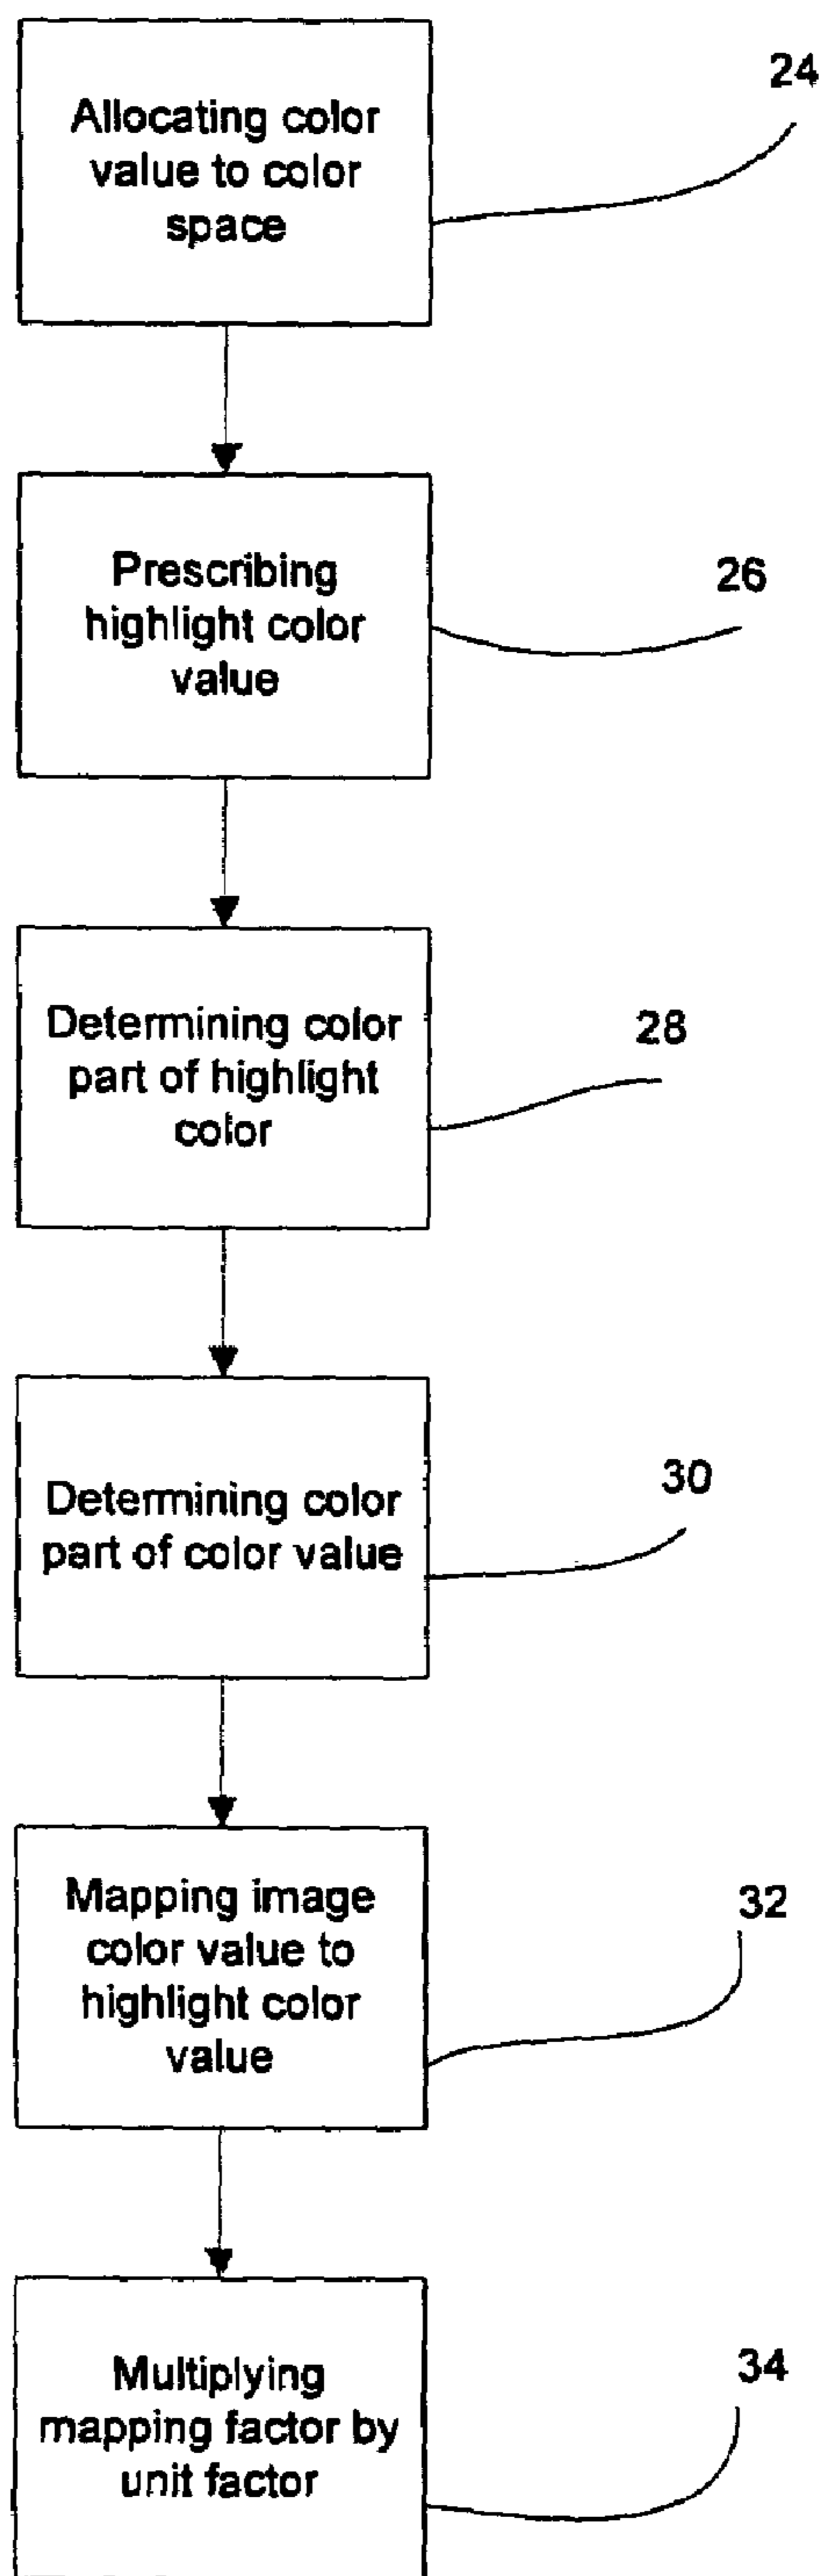 Allocating color
value to color
space
24
Prescribing
highlight color
value
26
Determining color
part of highlight
color
28
Determining color
part of color value
30
Mapping image
color value to
highlight color
value
32
Multiplying
mapping factor by
unit factor
34